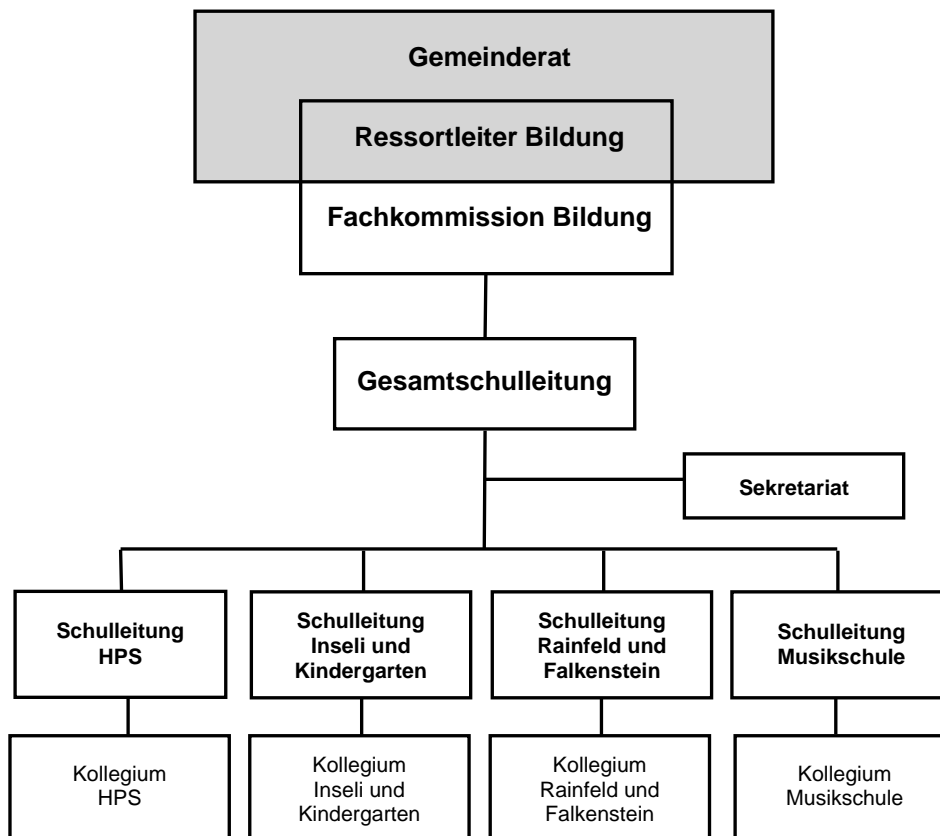 Gemeinderat
Ressortleiter Bildung
Fachkommission Bildung
Gesamtschulleitung
Sekretariat
Schulleitung
HPS
Schulleitung
Inseli und
Kindergarten
Schulleitung
Rainfeld und
Falkenstein
Schulleitung
Musikschule
Kollegium
HPS
Kollegium
Inseli und
Kindergarten
Kollegium
Rainfeld und
Falkenstein
Kollegium
Musikschule